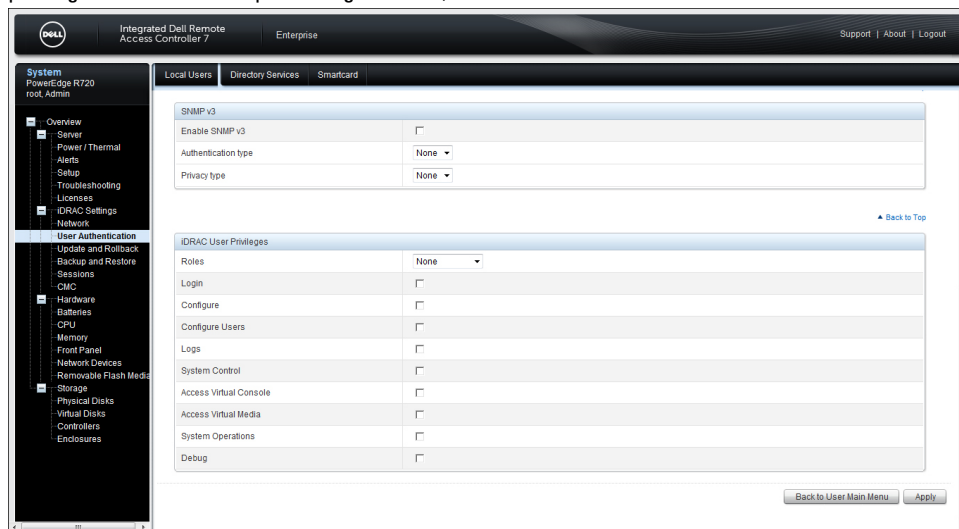 DELL
Integrated Dell Remote
Access Controller 7
Enterprise
Support | About | Logout
System
PowerEdge R720
root, Admin
Overview
Server
Power / Thermal
Alerts
Setup
Troubleshooting
Licenses
iDRAC Settings
Network
User Authentication
Update and Rollback
Backup and Restore
Sessions
CMC
Hardware
Batteries
CPU
Memory
Front Panel
Network Devices
Removable Flash Media
Storage
Physical Disks
Virtual Disks
Controllers
Enclosures
Local Users Directory Services Smartcard
SNMP v3
Enable SNMP v3
Authentication type None
Privacy type None
Back to Top
iDRAC User Privileges
Roles None
Login
Configure
Configure Users
Logs
System Control
Access Virtual Console
Access Virtual Media
System Operations
Debug
Back to User Main Menu Apply